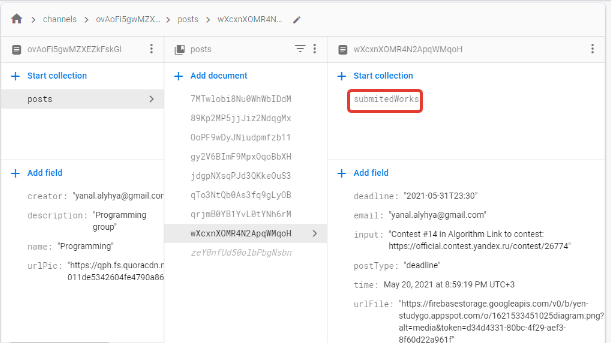 channels > ovAoFi5gwMZX... > posts > wXcxnXOMR4N...
ovAoFi5gwMZXEZkFskGl
posts
wXcxnXOMR4N2ApqWMqoH
Start collection
posts
Add field
creator: "yanal.alyhya@gmail.com
description: "Programming
group"
name: "Programming"
urlPic: "https://qph.fs.quoracdn.n
011de5342604fe4790a86
Add document
7MTwlobi8Nu0WhWbIDdM
89Kp2MP5jjJiz2NdqgMx
OoPF9wDyJNiudpmfzb11
gy2V6BImF9MpxOqoBbXH
jdgpNXsqPJd3QKkeOuS3
qTo3NtQb0As3fq9gLyOB
qrjmB0YB1YvL0tYNh6rM
wXcxnXOMR4N2ApqWMqoH
zeY0nfUd50olbPbgNsbn
Start collection
submitedWorks
Add field
deadline: "2021-05-31T23:30"
email: "yanal.alyhya@gmail.com"
input: "Contest #14 in Algorithm Link to contest:
https://official.contest.yandex.ru/contest/26774"
postType: "deadline"
time: May 20, 2021 at 8:59:19 PM UTC+3
urlFile: "https://firebasestorage.googleapis.com/v0/b/yen-
studygo.appspot.com/o/1621533451025diagram.png?
alt=media&token=d34d4331-80bc-4f29-aef3-
8f60d22a961f"